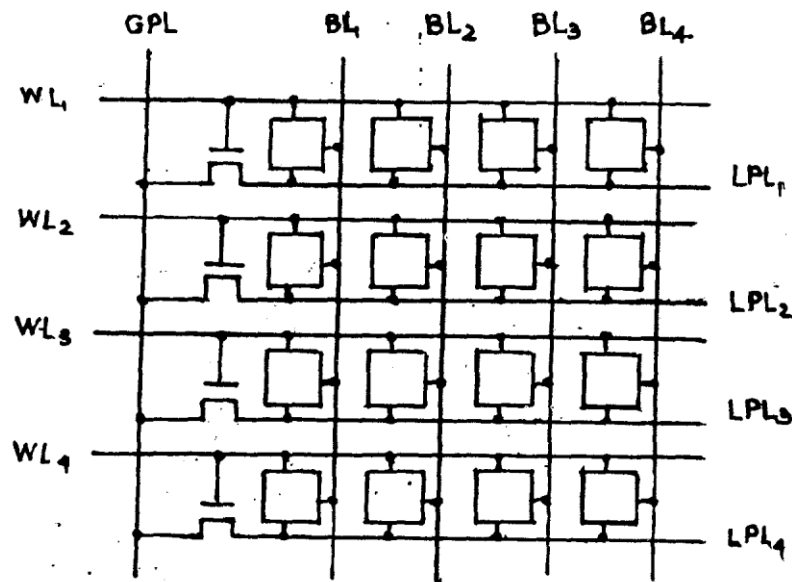 GPL BL₁ BL₂ BL₃ BL₄
WL₁
LPL₁
WL₂
LPL₂
WL₃
LPL₃
WL₄
LPL₄